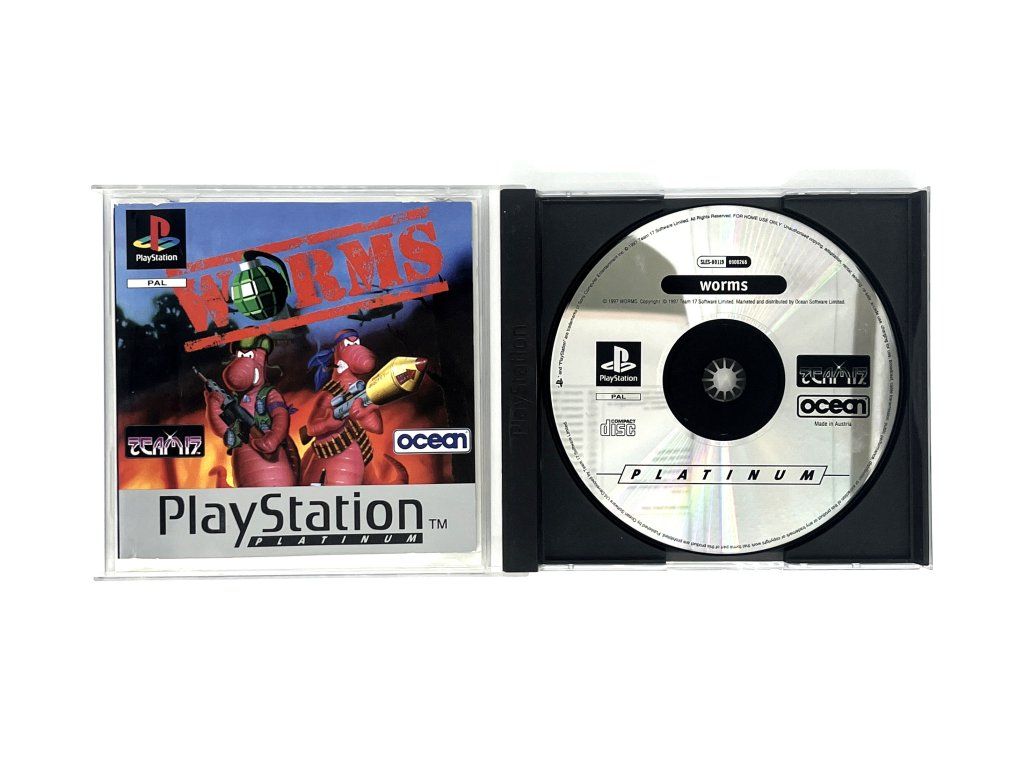 PlayStation
PAL
WORMS
TEAM17
ocean
PlayStation™
PLATINUM
PlayStation
SLES-00119
worms
© 1997 WORMS. Copyright © 1997 Team 17 Software Limited. Marketed and distributed by Ocean Software Limited.
PlayStation
PAL
COMPACT
disc
TEAM17
ocean
Made in Austria
PLATINUM